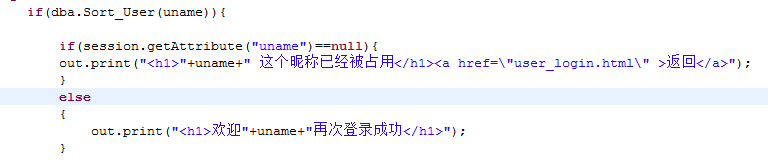 if(dba.Sort_User(uname)){
if(session.getAttribute("uname")==null){
out.print("<h1>"+uname+" 这个昵称已经被占用</h1><a href=\"user_login.html\" >返回</a>");
}
else
{
out.print("<h1>欢迎"+uname+"再次登录成功</h1>");
}